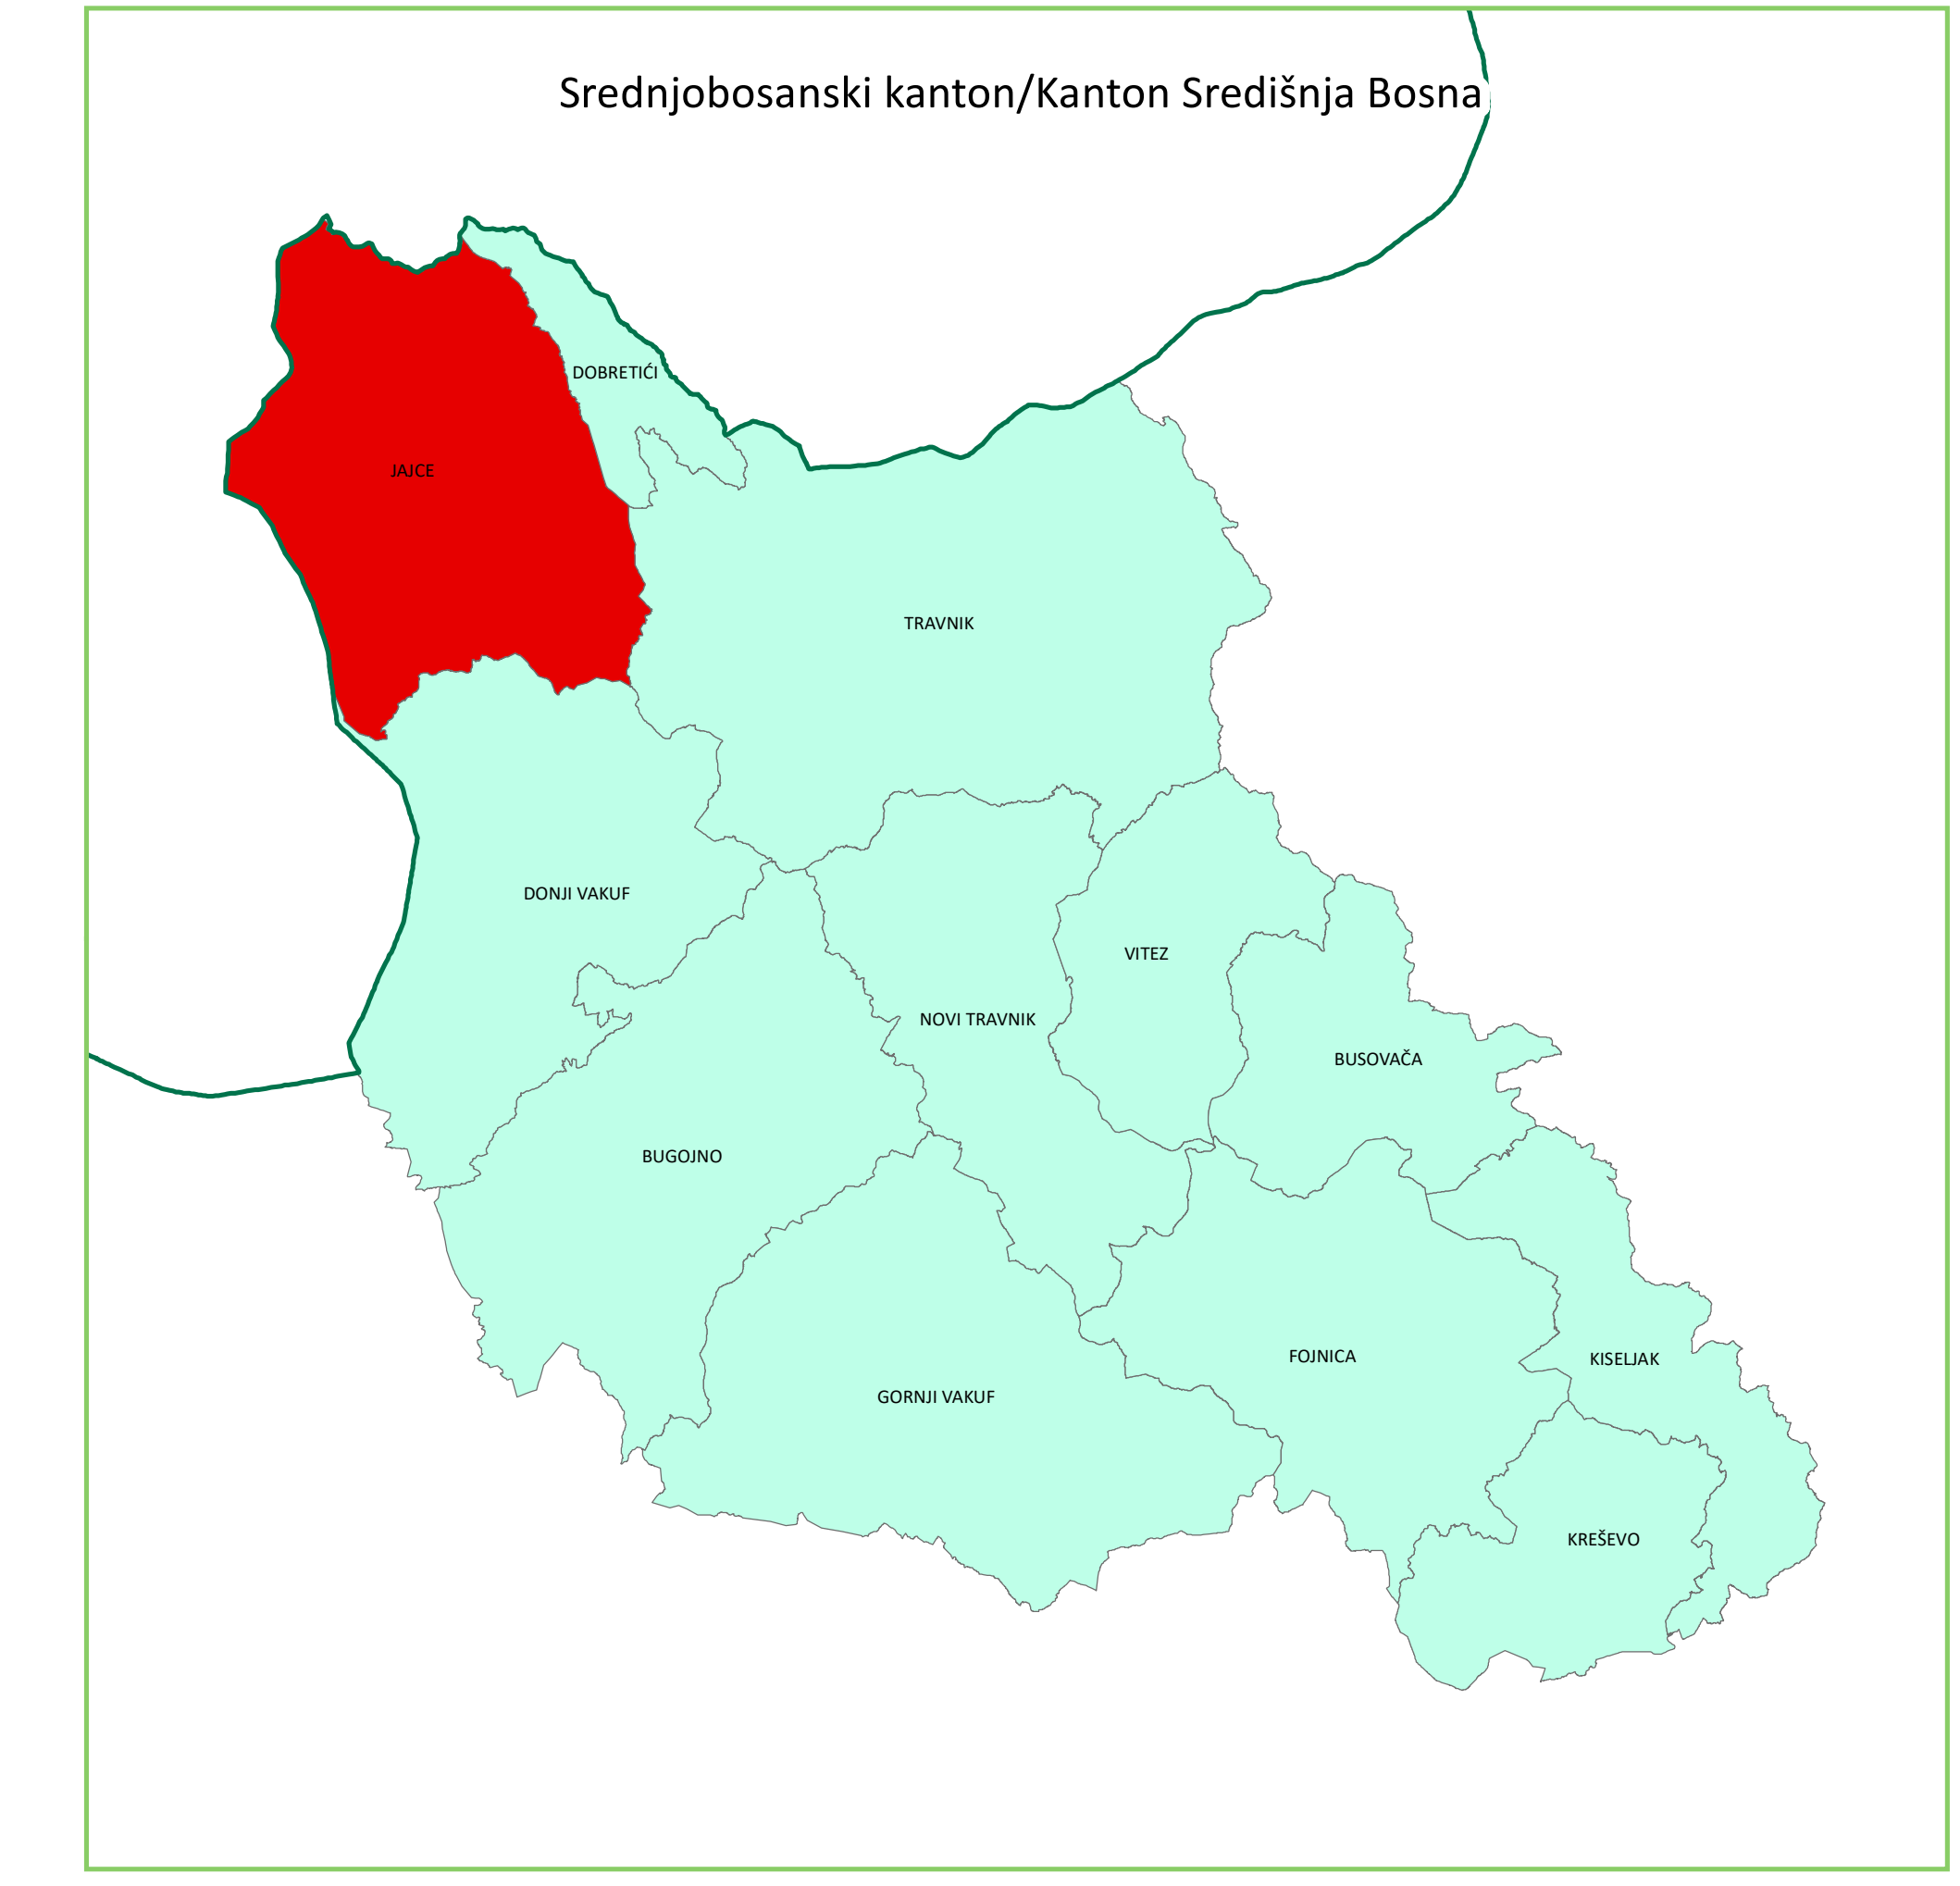 Srednjobosanski kanton/Kanton Središnja Bosna
DOBRETIĆI
JAJCE
TRAVNIK
DONJI VAKUF
VITEZ
NOVI TRAVNIK
BUSOVAČA
BUGOJNO
FOJNICA
KISELJAK
GORNJI VAKUF
KREŠEVO